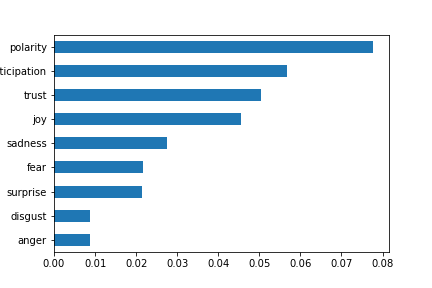 polarity
ticipation
trust
joy
sadness
fear
surprise
disgust
anger
0.00 0.01 0.02 0.03 0.04 0.05 0.06 0.07 0.08